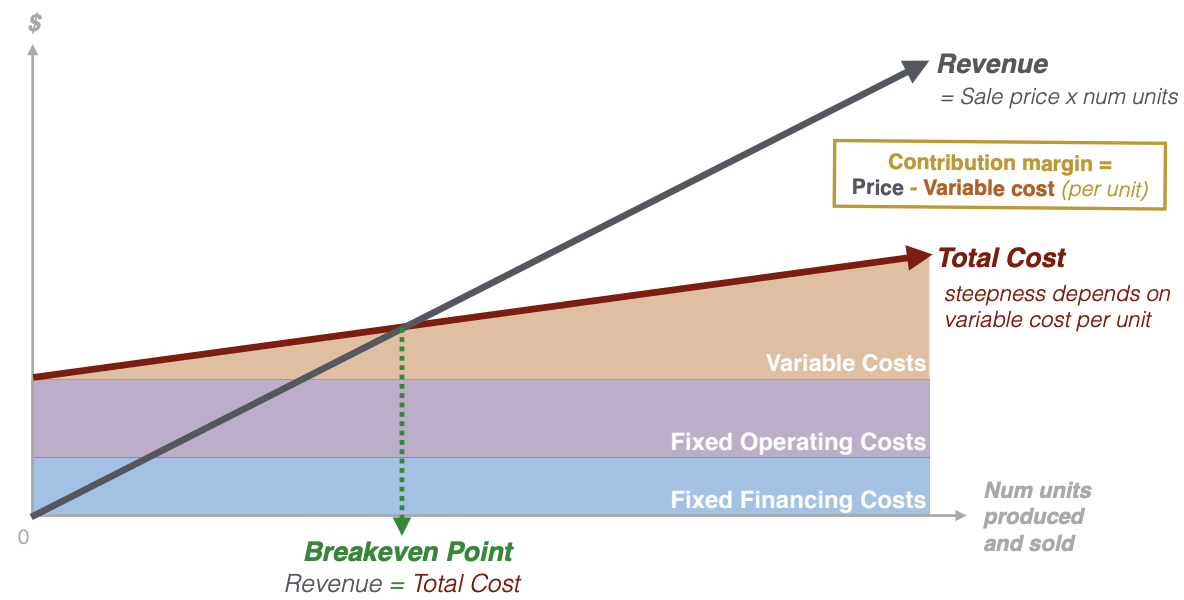 $
Revenue
= Sale price x num units
Contribution margin =
Price - Variable cost (per unit)
Total Cost
steepness depends on
variable cost per unit
Variable Costs
Fixed Operating Costs
Fixed Financing Costs
Num units
produced
and sold
0
Breakeven Point
Revenue = Total Cost